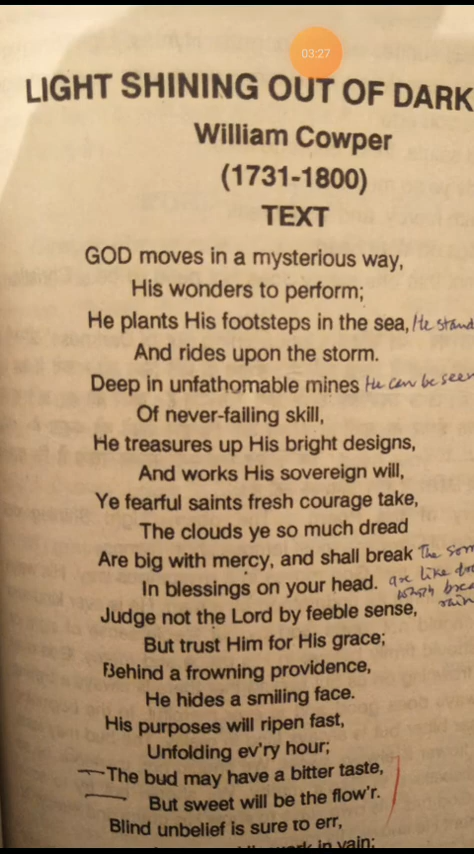 03:27
LIGHT SHINING OUT OF DARK
William Cowper
(1731-1800)
TEXT
GOD moves in a mysterious way,
His wonders to perform;
He plants His footsteps in the sea, He stand
And rides upon the storm.
Deep in unfathomable mines He can be seen
Of never-failing skill,
He treasures up His bright designs,
And works His sovereign will,
Ye fearful saints fresh courage take,
The clouds ye so much dread
Are big with mercy, and shall break The
In blessings on your head. are like
Judge not the Lord by feeble sense,
But trust Him for His grace;
Behind a frowning providence,
He hides a smiling face.
His purposes will ripen fast,
Unfolding ev'ry hour;
The bud may have a bitter taste,
But sweet will be the flow'r.
Blind unbelief is sure to err,
in vain;